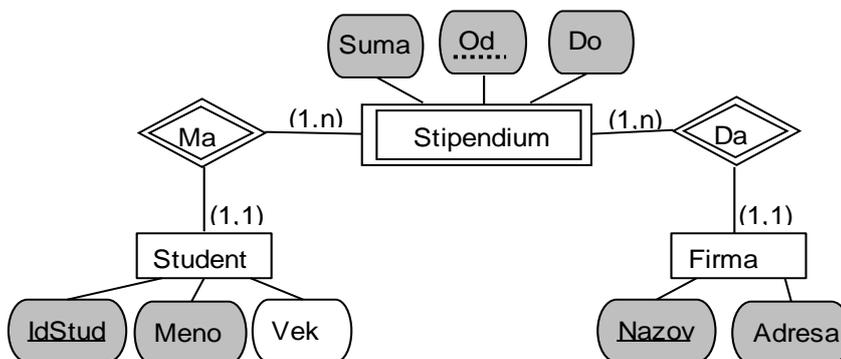 Suma Od Do
(1,n) (1,n)
Ma Stipendium Da
(1,1) (1,1)
Student Firma
IdStud Meno Vek Nazov Adresa